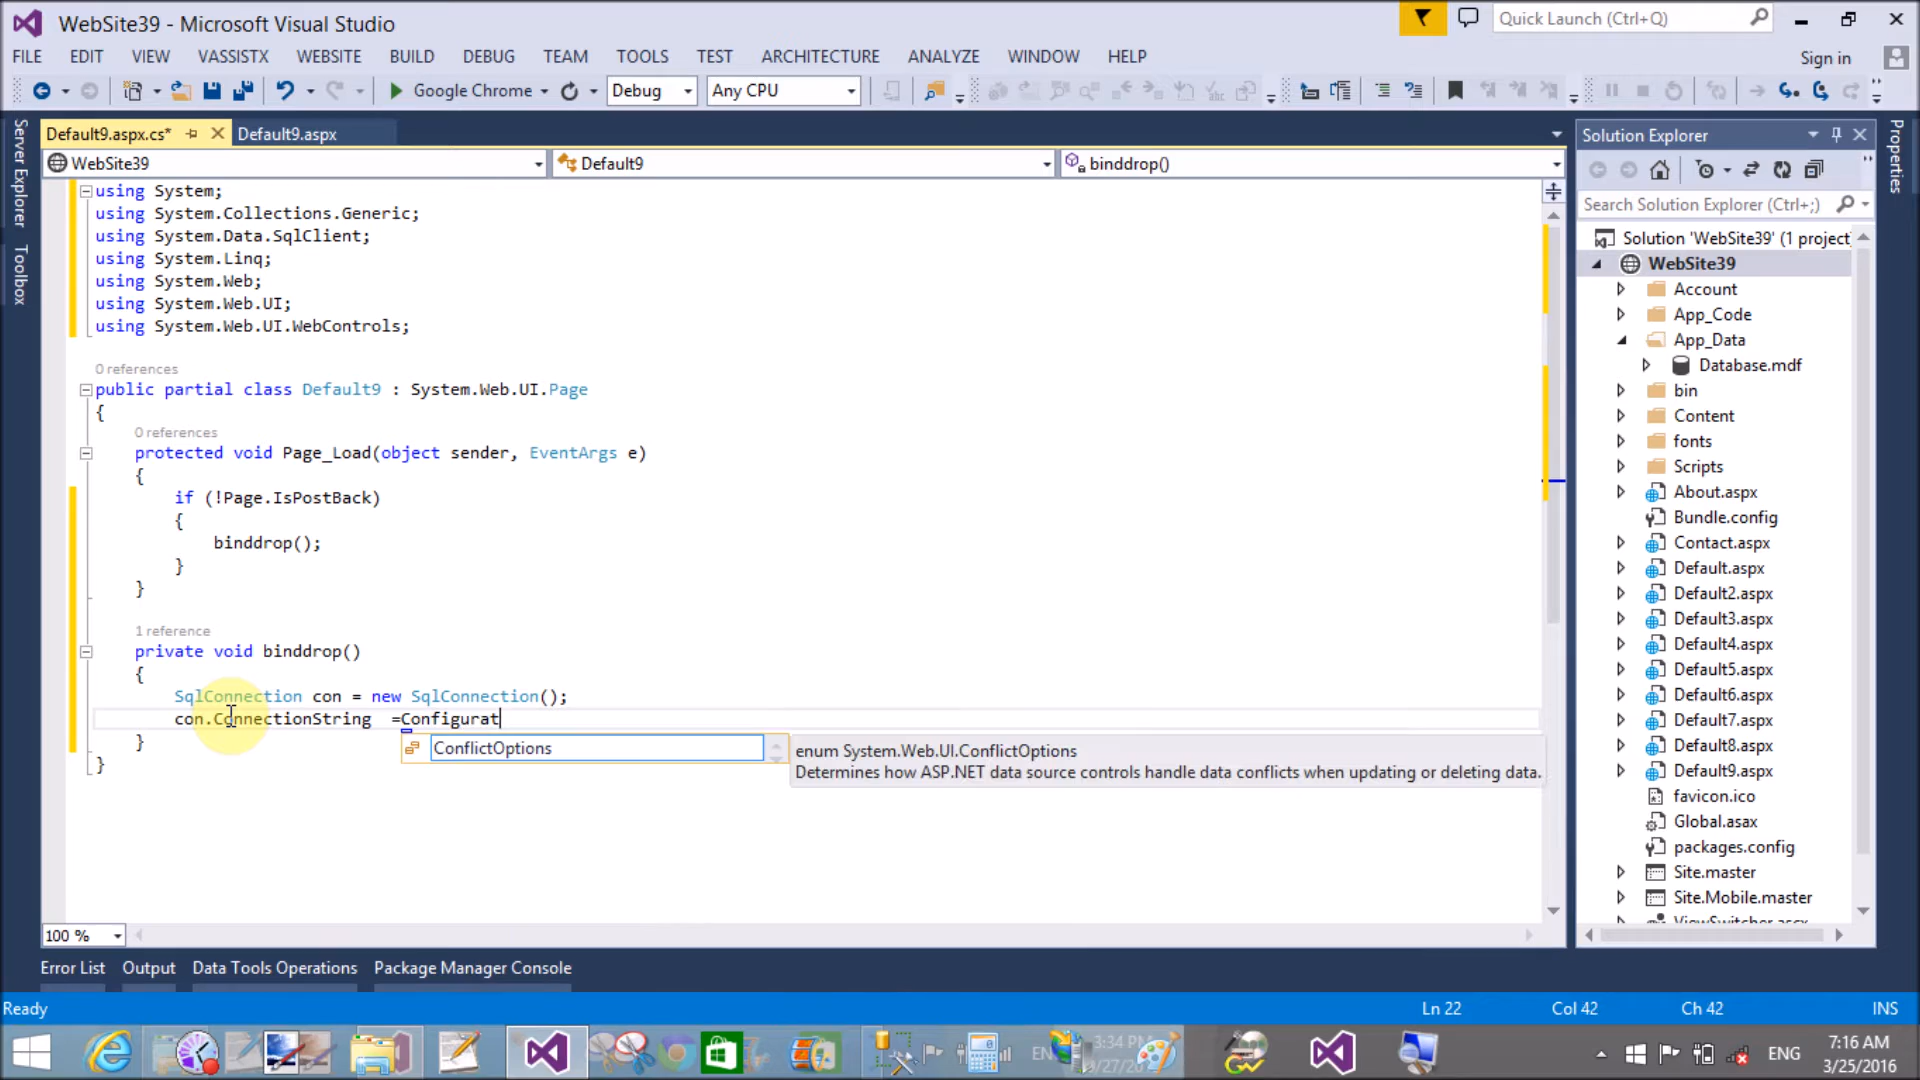 WebSite39 - Microsoft Visual Studio
Quick Launch (Ctrl+Q)
FILE EDIT VIEW VASSISTX WEBSITE BUILD DEBUG TEAM TOOLS TEST ARCHITECTURE ANALYZE WINDOW HELP
Sign in
Google Chrome Debug Any CPU
Server Explorer
Toolbox
Default9.aspx.cs* Default9.aspx
WebSite39 Default9 binddrop()
using System;
using System.Collections.Generic;
using System.Data.SqlClient;
using System.Linq;
using System.Web;
using System.Web.UI;
using System.Web.UI.WebControls;
0 references
public partial class Default9 : System.Web.UI.Page
{
0 references
protected void Page_Load(object sender, EventArgs e)
{
if (!Page.IsPostBack)
{
binddrop();
}
}
1 reference
private void binddrop()
{
SqlConnection con = new SqlConnection();
con.ConnectionString  =Configurat
}
}
ConflictOptions
enum System.Web.UI.ConflictOptions
Determines how ASP.NET data source controls handle data conflicts when updating or deleting data.
100 %
Solution Explorer
Search Solution Explorer (Ctrl+;)
Solution 'WebSite39' (1 project
WebSite39
Account
App_Code
App_Data
Database.mdf
bin
Content
fonts
Scripts
About.aspx
Bundle.config
Contact.aspx
Default.aspx
Default2.aspx
Default3.aspx
Default4.aspx
Default5.aspx
Default6.aspx
Default7.aspx
Default8.aspx
Default9.aspx
favicon.ico
Global.asax
packages.config
Site.master
Site.Mobile.master
ViewSwitcher.ascx
Properties
Error List Output Data Tools Operations Package Manager Console
Ready Ln 22 Col 42 Ch 42 INS
EN 3:34 PM
ENG 7:16 AM
3/25/2016